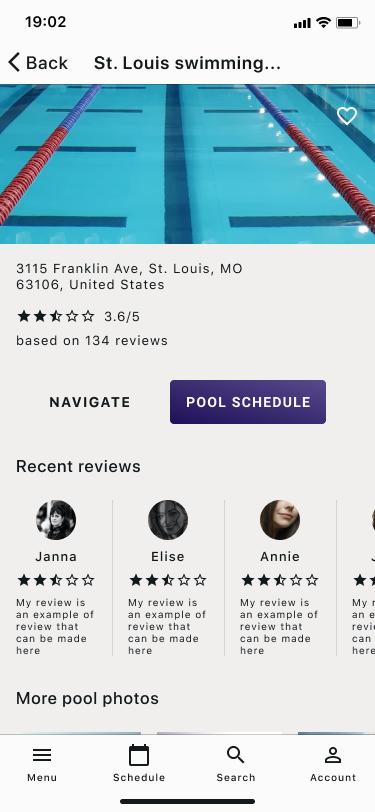 19:02
Back
St. Louis swimming...
3115 Franklin Ave, St. Louis, MO
63106, United States
3.6/5
based on 134 reviews
NAVIGATE
POOL SCHEDULE
Recent reviews
Janna
My review is
an example of
review that
can be made
here
Elise
My review is
an example of
review that
can be made
here
Annie
My review is
an example of
review that
can be made
here
More pool photos
Menu
Schedule
Search
Account